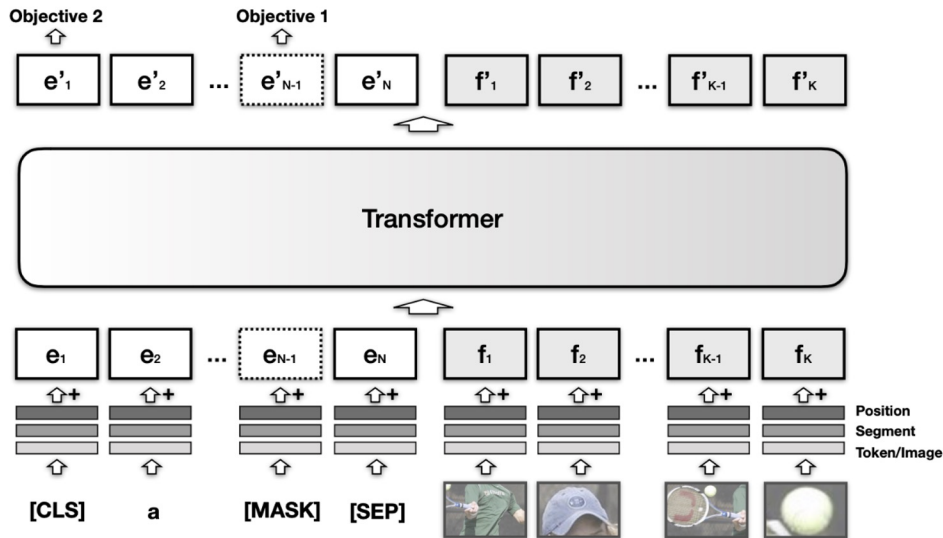 Objective 2 Objective 1
e'1 e'2 ... e'N-1 e'N f'1 f'2 ... f'K-1 f'K
Transformer
e1 e2 ... eN-1 eN f1 f2 ... fK-1 fK
+ + + + + + + +
Position
Segment
Token/Image
[CLS] a [MASK] [SEP]